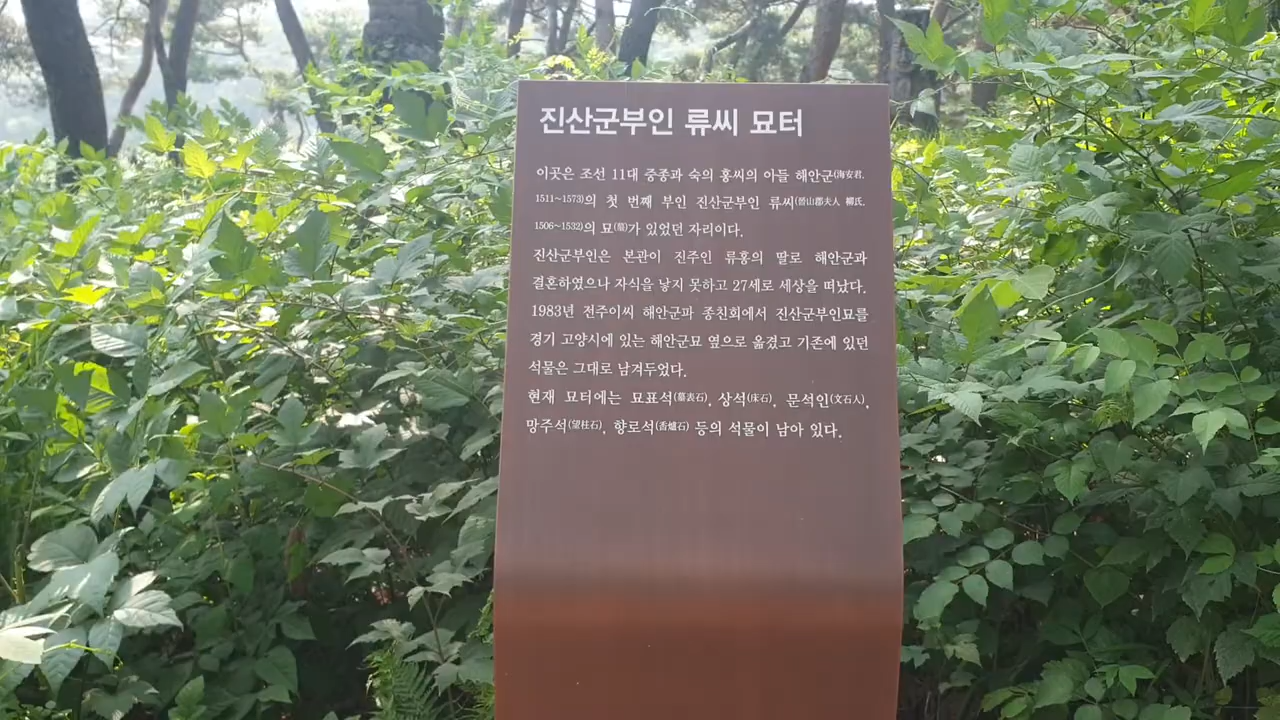 진산군부인 류씨 묘터
이곳은 조선 11대 중종과 숙의 홍씨의 아들 해안군(海安君,
1511~1573)의 첫 번째 부인 진산군부인 류씨(晉山郡夫人 柳氏,
1506~1532)의 묘(墓)가 있었던 자리이다.
진산군부인은 본관이 진주인 류홍의 딸로 해안군과
결혼하였으나 자식을 낳지 못하고 27세로 세상을 떠났다.
1983년 전주이씨 해안군파 종친회에서 진산군부인묘를
경기 고양시에 있는 해안군묘 옆으로 옮겼고 기존에 있던
석물은 그대로 남겨두었다.
현재 묘터에는 묘표석(墓表石), 상석(床石), 문석인(文石人),
망주석(望柱石), 향로석(香爐石) 등의 석물이 남아 있다.